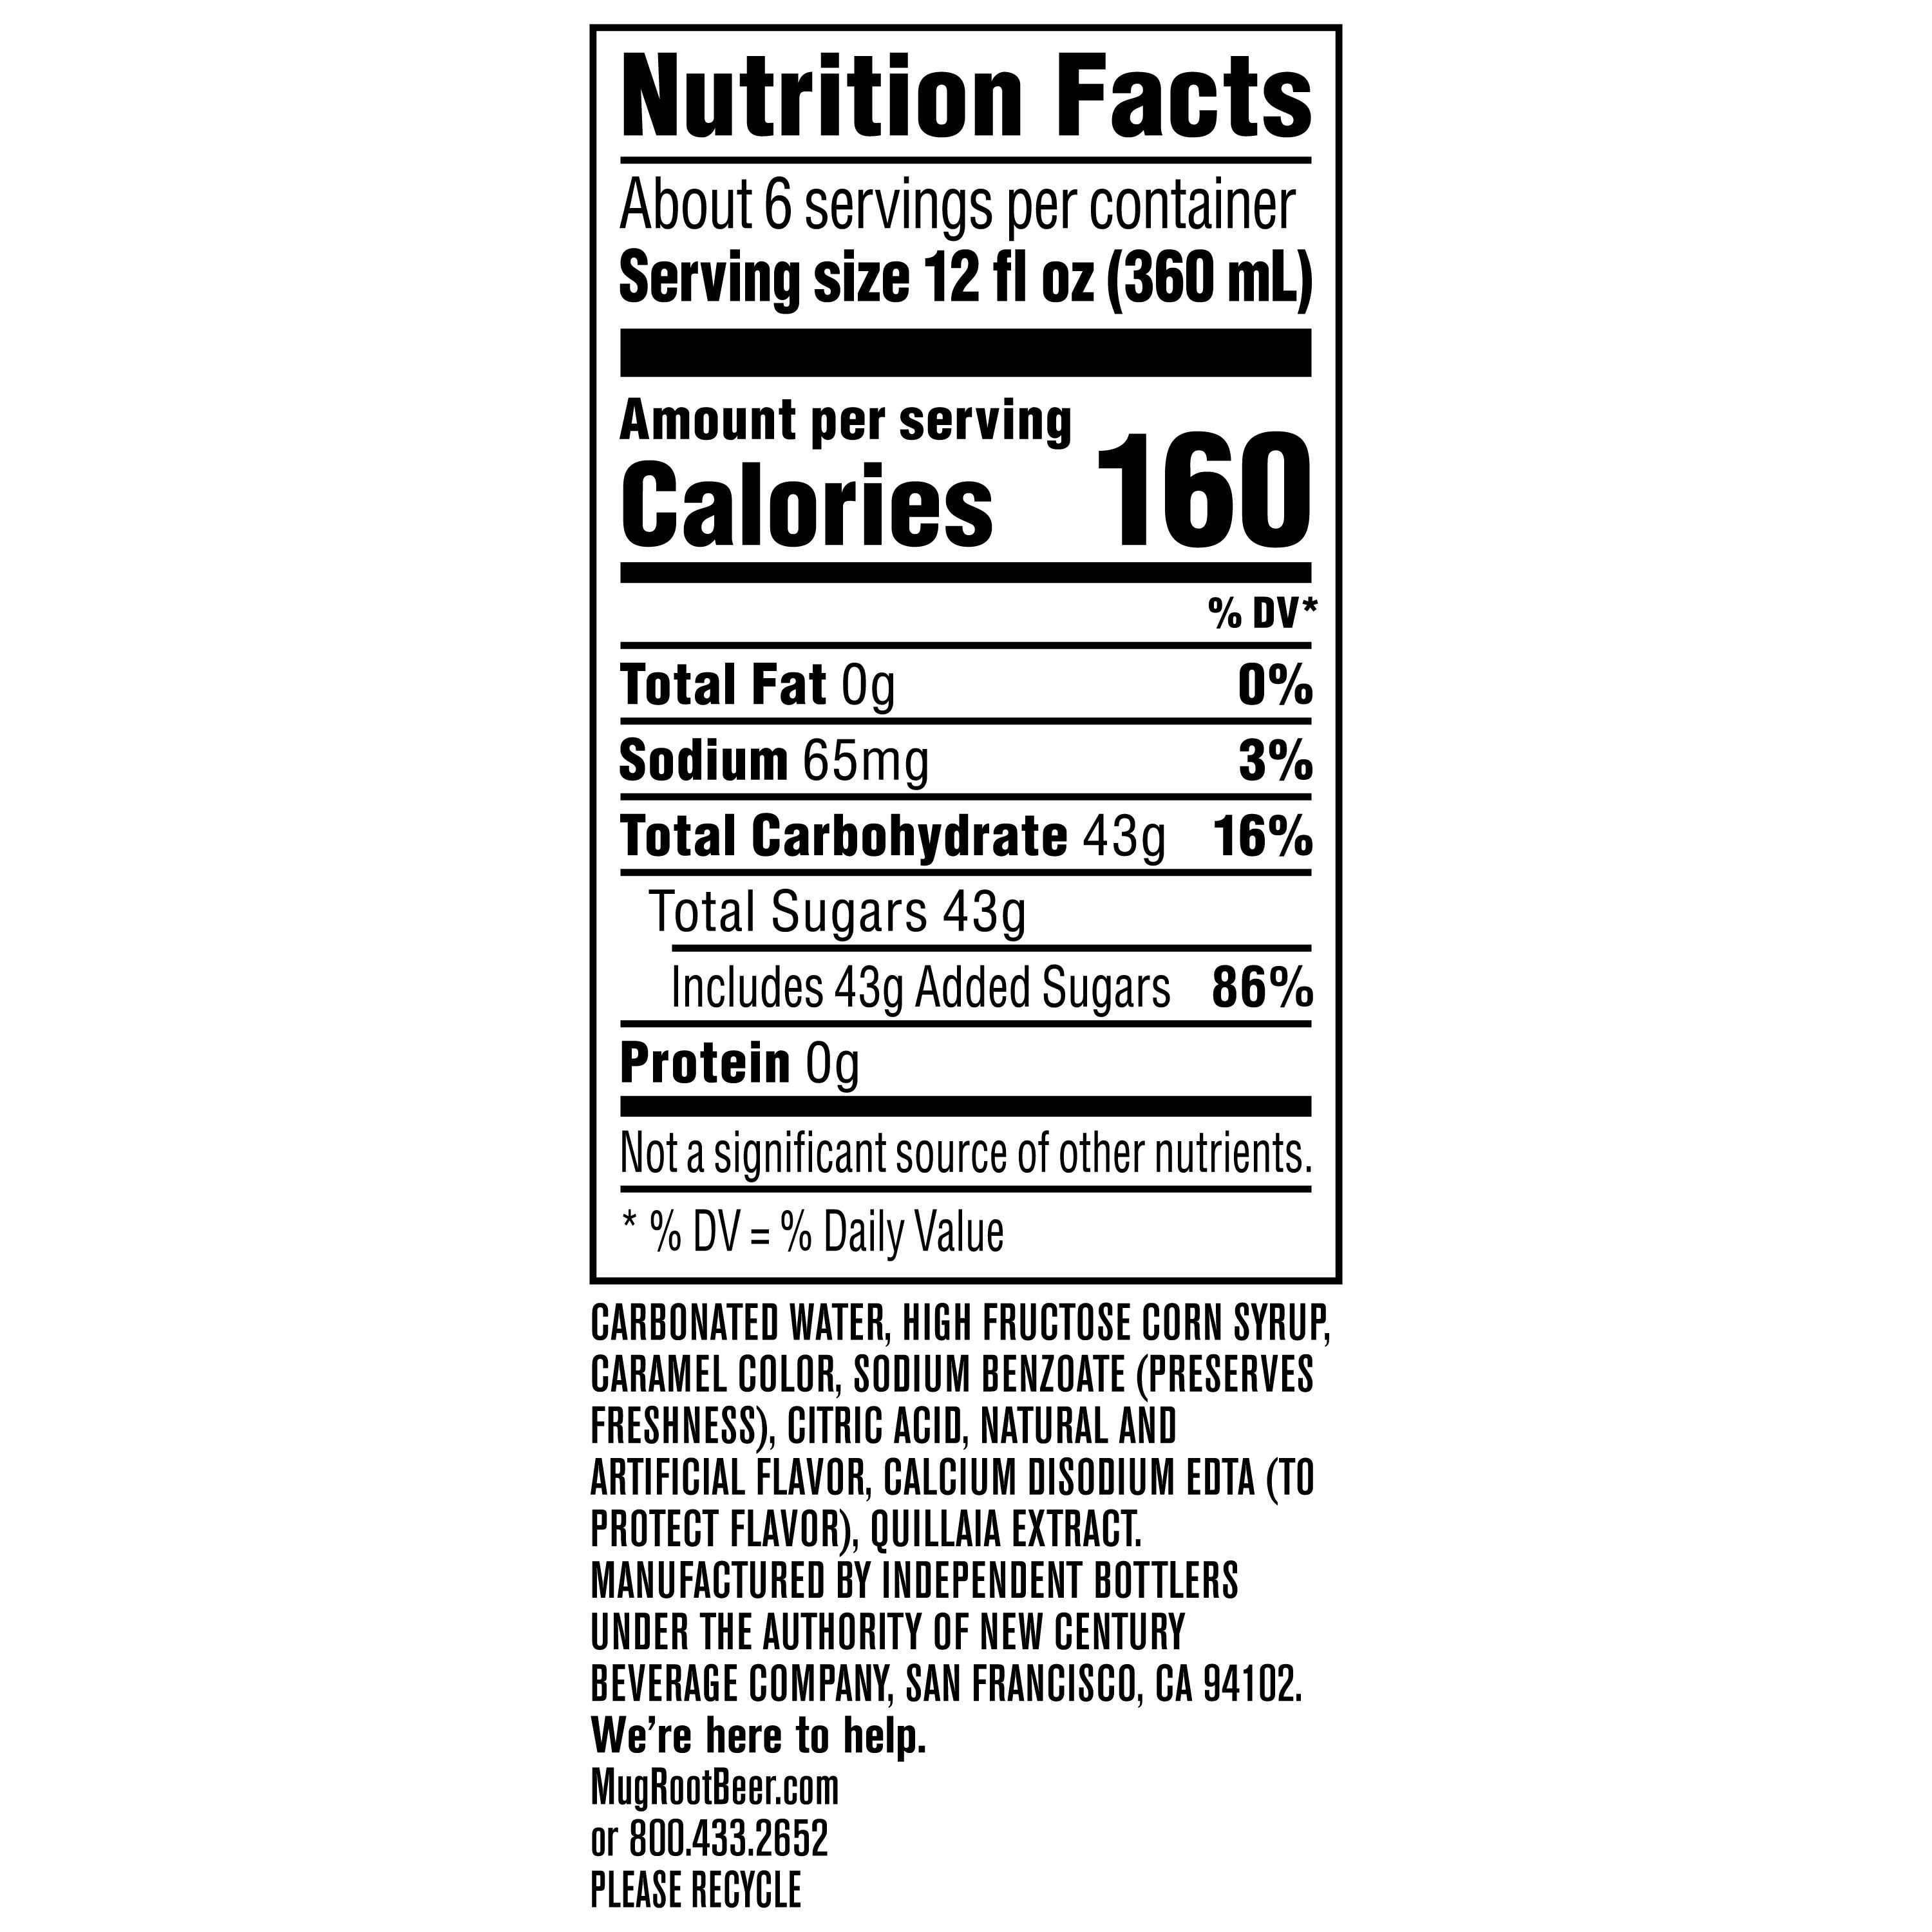 Nutrition Facts
About 6 servings per container
Serving size 12 fl oz (360 mL)
Amount per serving
Calories 160
% DV*
Total Fat 0g 0%
Sodium 65mg 3%
Total Carbohydrate 43g 16%
Total Sugars 43g
Includes 43g Added Sugars 86%
Protein 0g
Not a significant source of other nutrients.
* % DV = % Daily Value
CARBONATED WATER, HIGH FRUCTOSE CORN SYRUP,
CARAMEL COLOR, SODIUM BENZOATE (PRESERVES
FRESHNESS), CITRIC ACID, NATURAL AND
ARTIFICIAL FLAVOR, CALCIUM DISODIUM EDTA (TO
PROTECT FLAVOR), QUILLAIA EXTRACT.
MANUFACTURED BY INDEPENDENT BOTTLERS
UNDER THE AUTHORITY OF NEW CENTURY
BEVERAGE COMPANY, SAN FRANCISCO, CA 94102.
We’re here to help.
MugRootBeer.com
or 800.433.2652
PLEASE RECYCLE